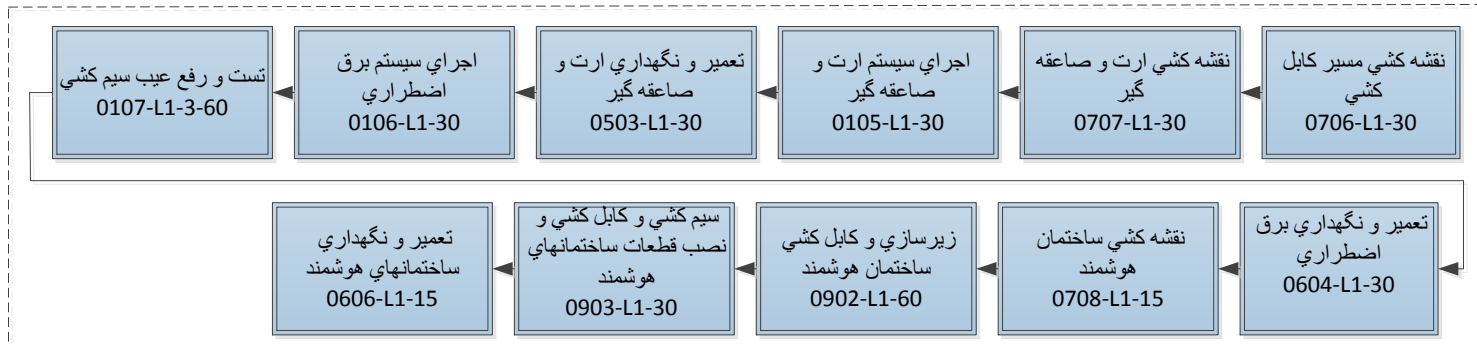 نقشه كشي مسير كابل
كشي
0706-L1-30
نقشه كشي ارت و صاعقه
گير
0707-L1-30
اجراي سيستم ارت و
صاعقه گير
0105-L1-30
تعمير و نگهداري ارت و
صاعقه گير
0503-L1-30
اجراي سيستم برق
اضطراري
0106-L1-30
تست و رفع عيب سيم كشي
0107-L1-3-60
تعمير و نگهداري برق
اضطراري
0604-L1-30
نقشه كشي ساختمان
هوشمند
0708-L1-15
زيرسازي و كابل كشي
ساختمان هوشمند
0902-L1-60
سيم كشي و كابل كشي و
نصب قطعات ساختمانهاي
هوشمند
0903-L1-30
تعمير و نگهداري
ساختمانهاي هوشمند
0606-L1-15